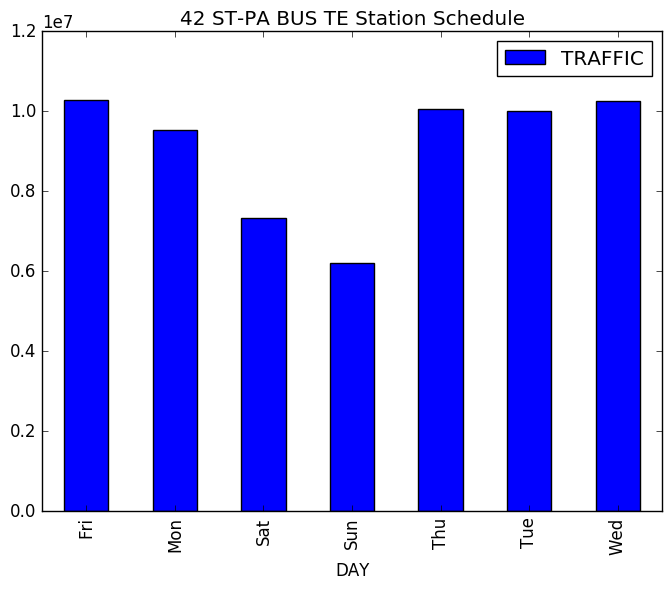 42 ST-PA BUS TE Station Schedule
1e7
TRAFFIC
1.2
1.0
0.8
0.6
0.4
0.2
0.0
Fri Mon Sat Sun Thu Tue Wed
DAY